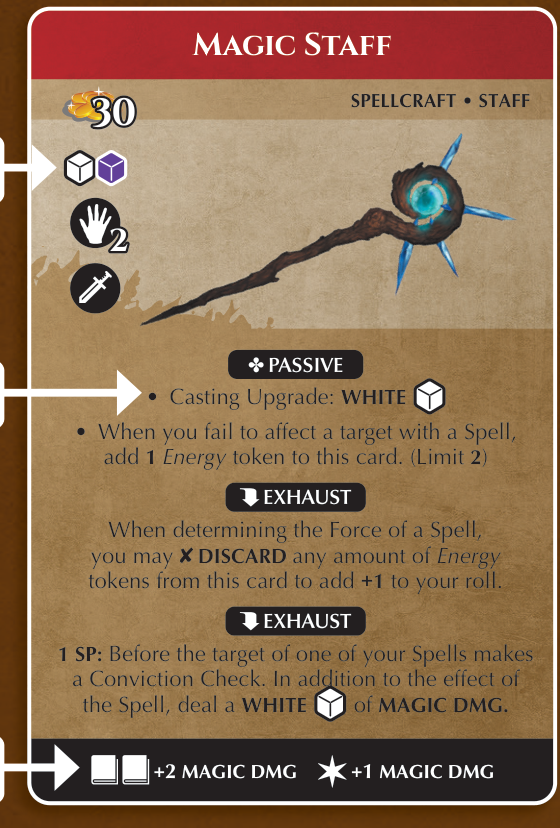 MAGIC STAFF
30
SPELLCRAFT • STAFF
2
PASSIVE
• Casting Upgrade: WHITE
• When you fail to affect a target with a Spell,
add 1 Energy token to this card. (Limit 2)
EXHAUST
When determining the Force of a Spell,
you may ✘ DISCARD any amount of Energy
tokens from this card to add +1 to your roll.
EXHAUST
1 SP: Before the target of one of your Spells makes
a Conviction Check. In addition to the effect of
the Spell, deal a WHITE of MAGIC DMG.
+2 MAGIC DMG +1 MAGIC DMG